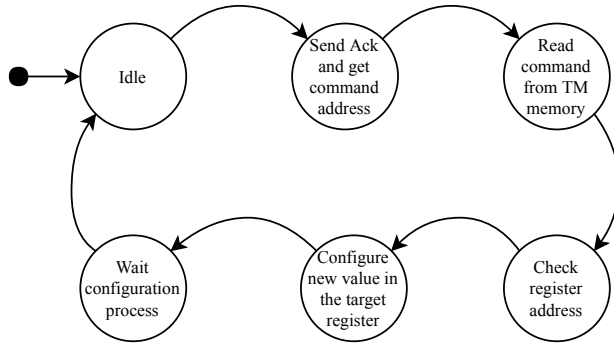 Idle
Send Ack
and get
command
address
Read
command
from TM
memory
Check
register
address
Configure
new value in
the target
register
Wait
configuration
process